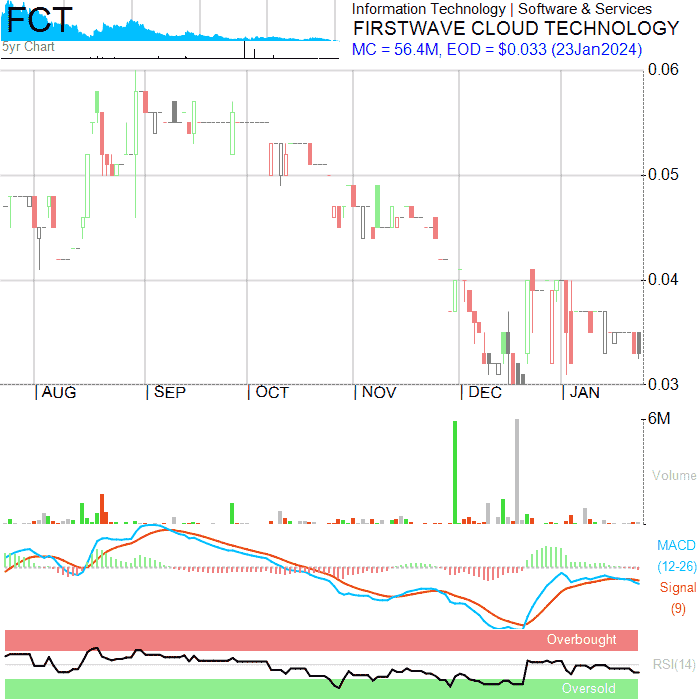 FCT
5yr Chart
Information Technology | Software & Services
FIRSTWAVE CLOUD TECHNOLOGY
MC = 56.4M, EOD = $0.033 (23Jan2024)
0.06
0.05
0.04
0.03
| AUG | SEP | OCT | NOV | DEC | JAN
6M
Volume
MACD
(12-26)
Signal
(9)
Overbought
RSI(14)
Oversold